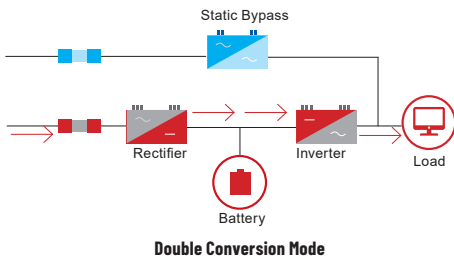 Static Bypass
Rectifier
Inverter
Load
Battery
Double Conversion Mode